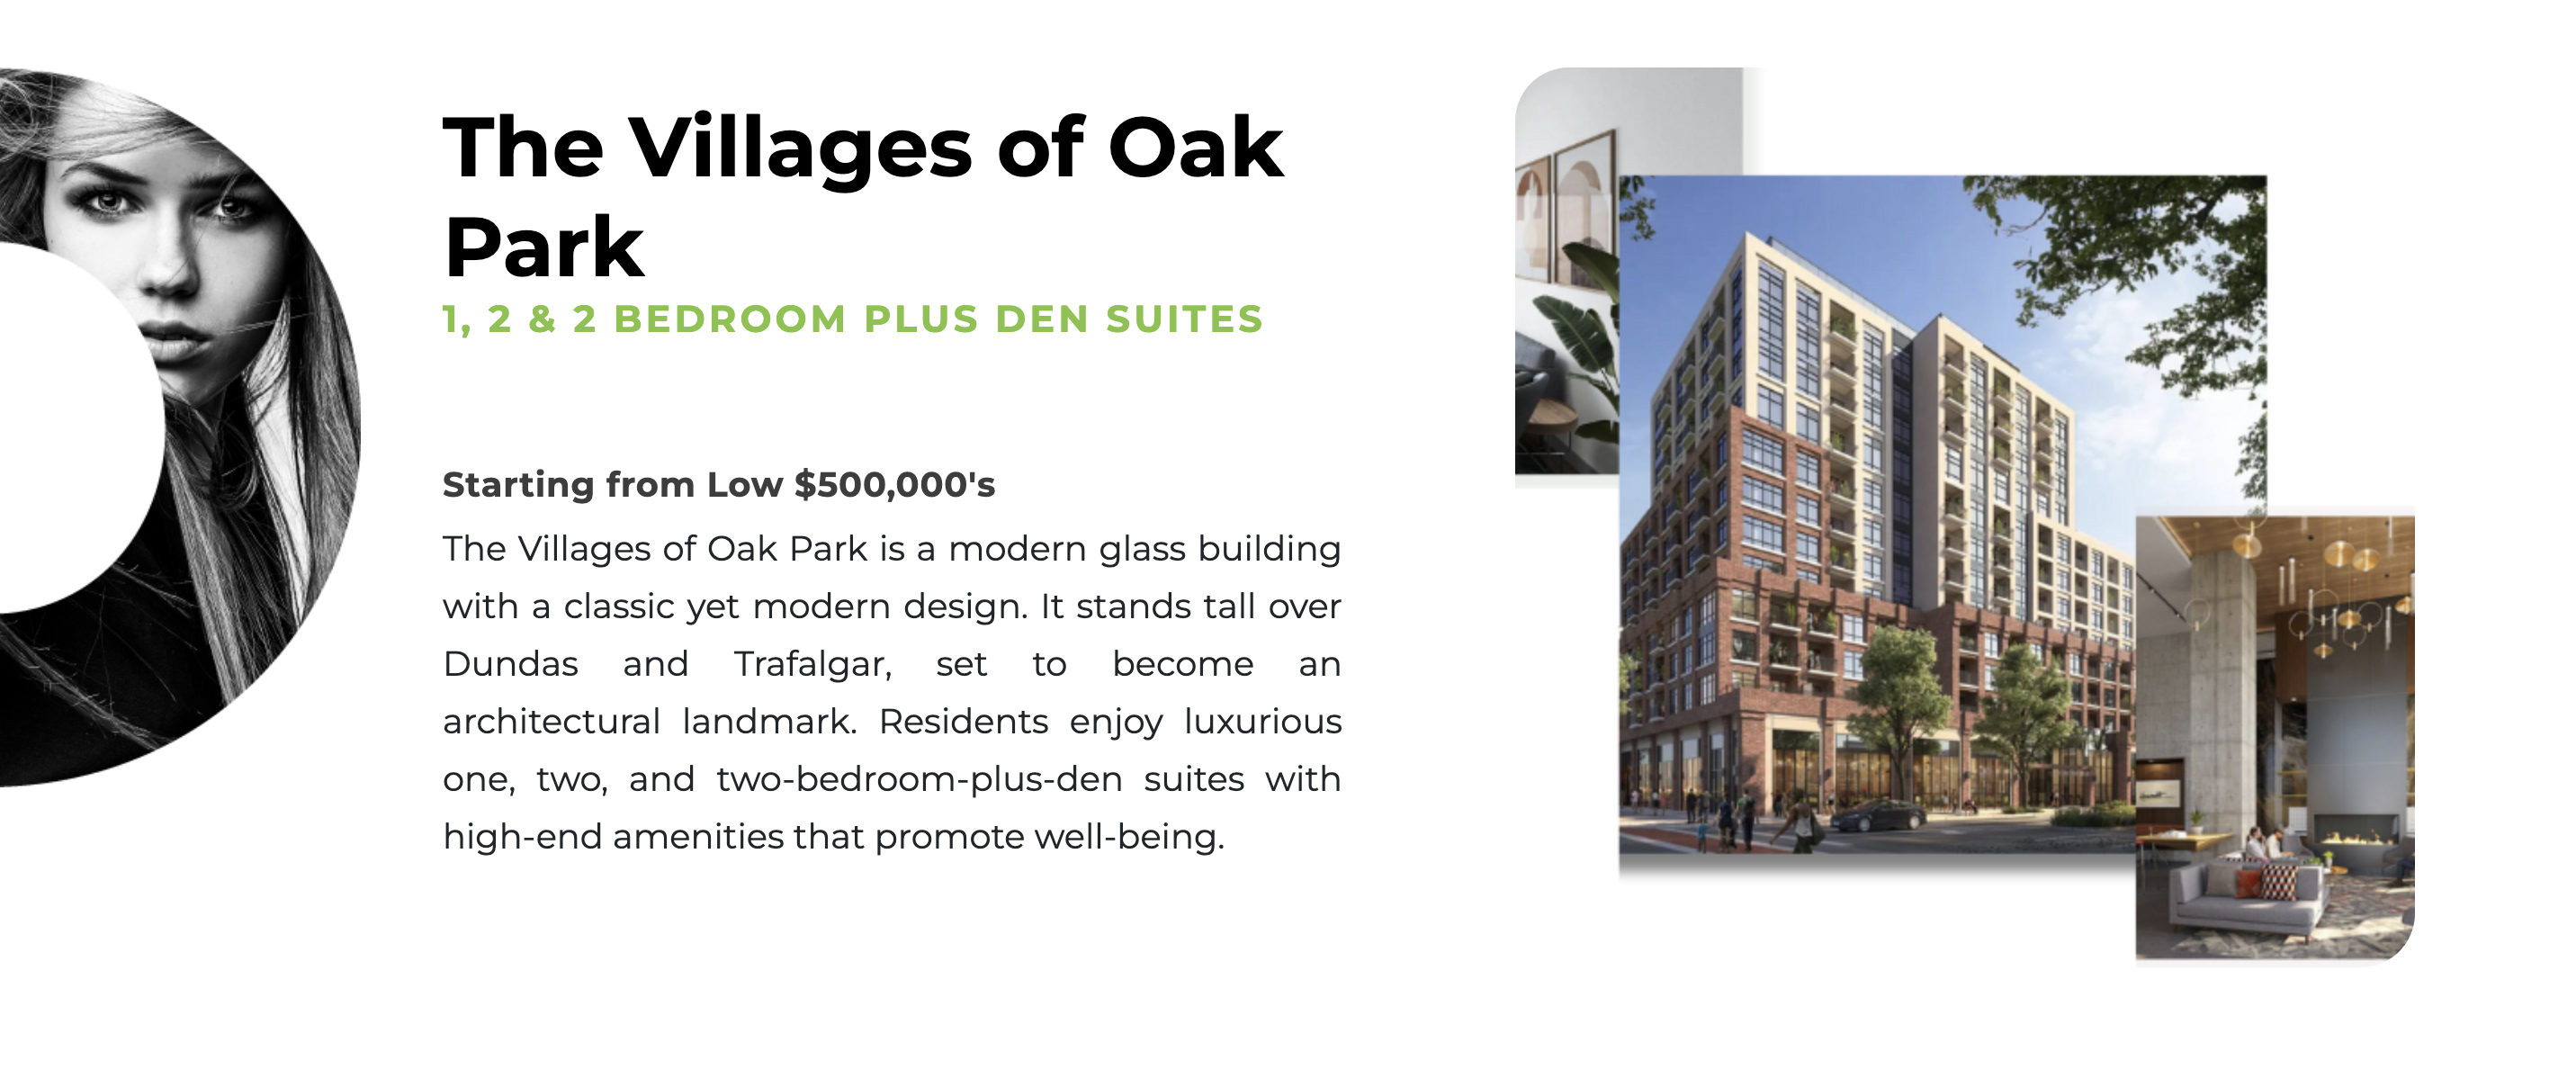 The Villages of Oak
Park
1, 2 & 2 BEDROOM PLUS DEN SUITES
Starting from Low $500,000's
The Villages of Oak Park is a modern glass building
with a classic yet modern design. It stands tall over
Dundas and Trafalgar, set to become an
architectural landmark. Residents enjoy luxurious
one, two, and two-bedroom-plus-den suites with
high-end amenities that promote well-being.